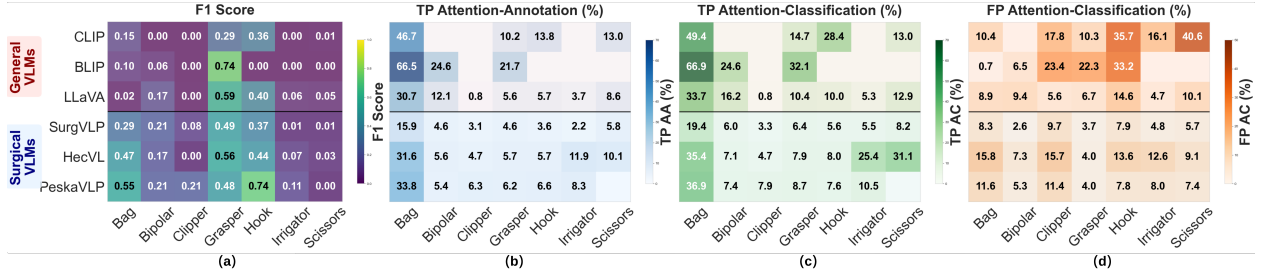 F1 Score
TP Attention-Annotation (%)
TP Attention-Classification (%)
FP Attention-Classification (%)
General VLMs
Surgical VLMs
CLIP 0.15 0.00 0.00 0.29 0.36 0.00 0.01
BLIP 0.10 0.06 0.00 0.74 0.00 0.00 0.00
LLaVA 0.02 0.17 0.00 0.59 0.40 0.06 0.05
SurgVLP 0.29 0.21 0.08 0.49 0.37 0.01 0.01
HecVL 0.47 0.17 0.00 0.56 0.44 0.07 0.03
PeskaVLP 0.55 0.21 0.21 0.48 0.74 0.11 0.00
Bag Bipolar Clipper Grasper Hook Irrigator Scissors
F1 Score
(a)
46.7 10.2 13.8 13.0
66.5 24.6 21.7
30.7 12.1 0.8 5.6 5.7 3.7 8.6
15.9 4.6 3.1 4.6 3.6 2.2 5.8
31.6 5.6 4.7 5.7 5.7 11.9 10.1
33.8 5.4 6.3 6.2 6.6 8.3
Bag Bipolar Clipper Grasper Hook Irrigator Scissors
TP AA (%)
(b)
49.4 14.7 28.4 13.0
66.9 24.6 32.1
33.7 16.2 0.8 10.4 10.0 5.3 12.9
19.4 6.0 3.3 6.4 5.6 5.5 8.2
35.4 7.1 4.7 7.9 8.0 25.4 31.1
36.9 7.4 7.9 8.7 7.6 10.5
Bag Bipolar Clipper Grasper Hook Irrigator Scissors
TP AC (%)
(c)
10.4 17.8 10.3 35.7 16.1 40.6
0.7 6.5 23.4 22.3 33.2
8.9 9.4 5.6 6.7 14.6 4.7 10.1
8.3 2.6 9.7 3.7 7.9 4.8 5.7
15.8 7.3 15.7 4.0 13.6 12.6 9.1
11.6 5.3 11.4 4.0 7.8 8.0 7.4
Bag Bipolar Clipper Grasper Hook Irrigator Scissors
FP AC (%)
(d)